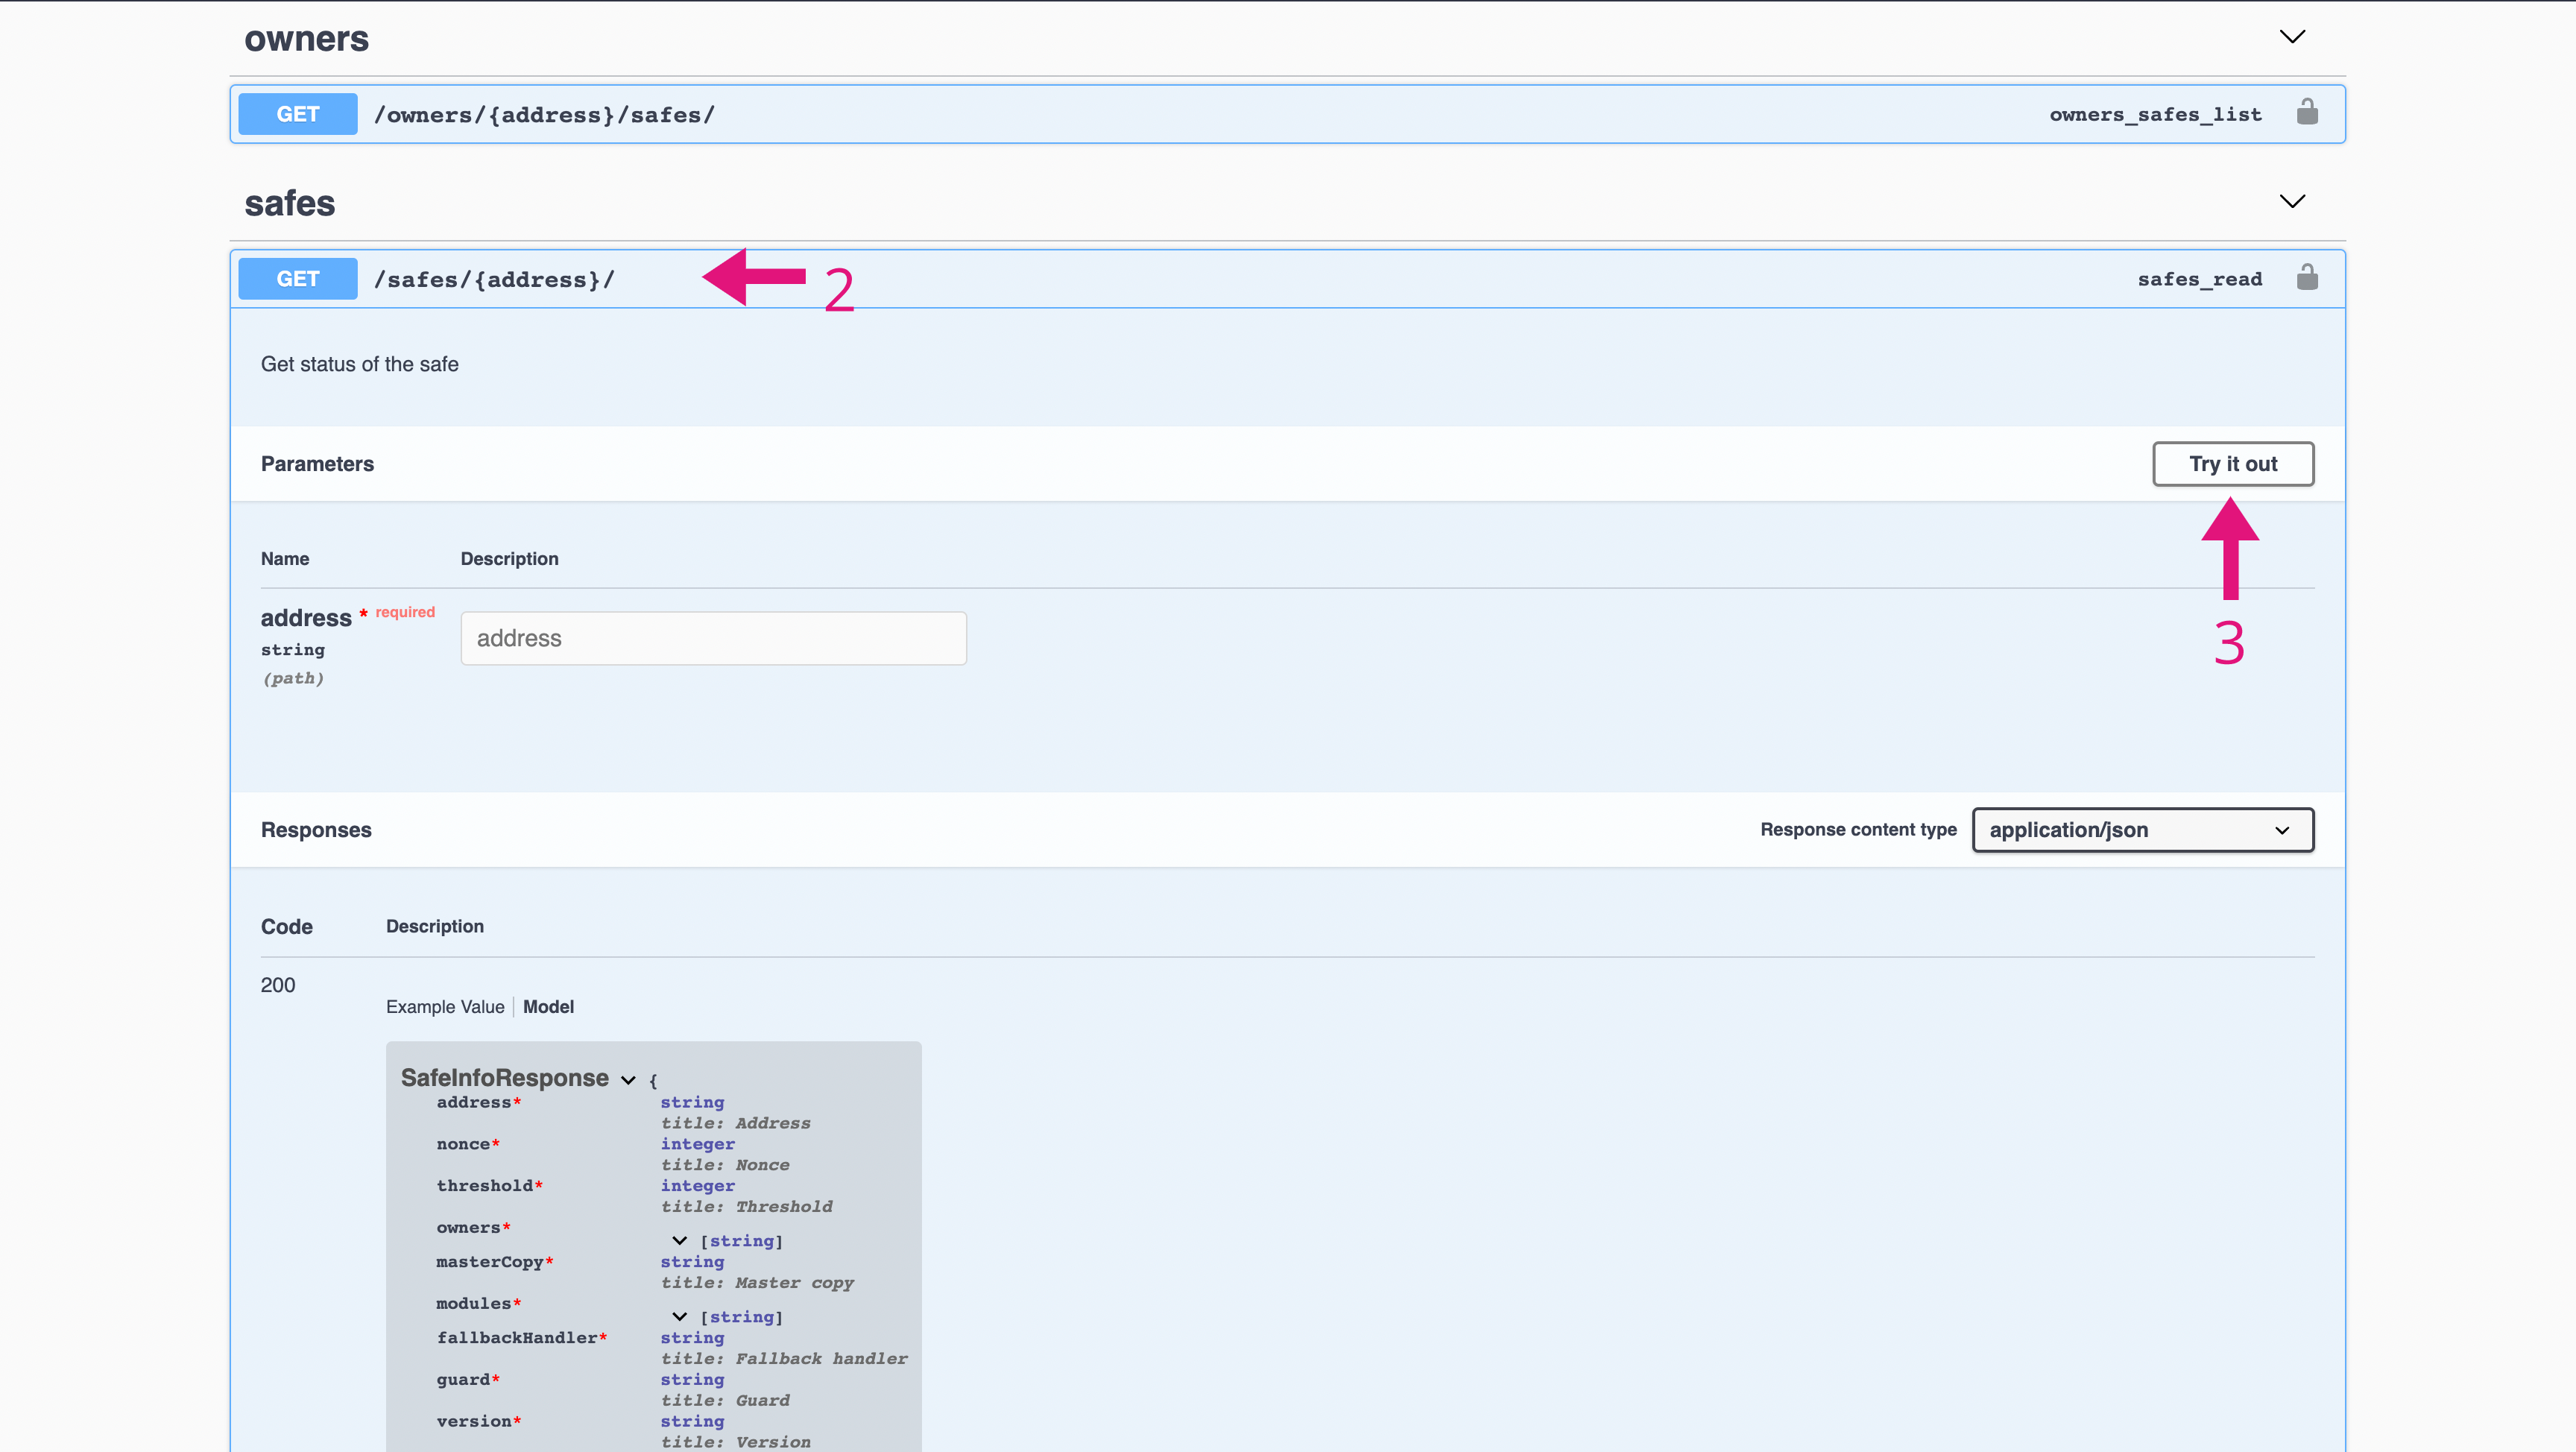 owners
GET /owners/{address}/safes/ owners_safes_list
safes
GET /safes/{address}/ 2 safes_read
Get status of the safe
Parameters Try it out
Name Description
address * required
address
string
(path)
3
Responses Response content type application/json
Code Description
200
Example Value Model
SafeInfoResponse {
address* string
title: Address
nonce* integer
title: Nonce
threshold* integer
title: Threshold
owners*
[string]
masterCopy* string
title: Master copy
modules*
[string]
fallbackHandler* string
title: Fallback handler
guard* string
title: Guard
version* string
title: Version